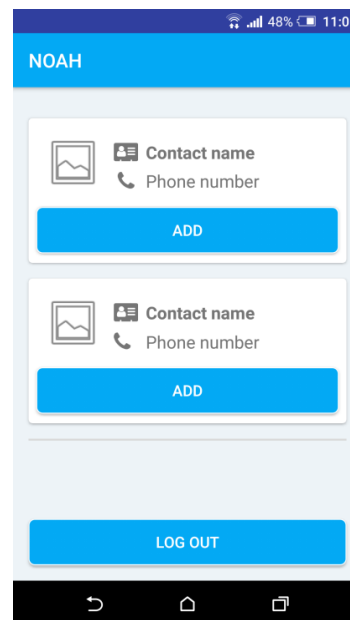 48% 11:0
NOAH
Contact name
Phone number
ADD
Contact name
Phone number
ADD
LOG OUT